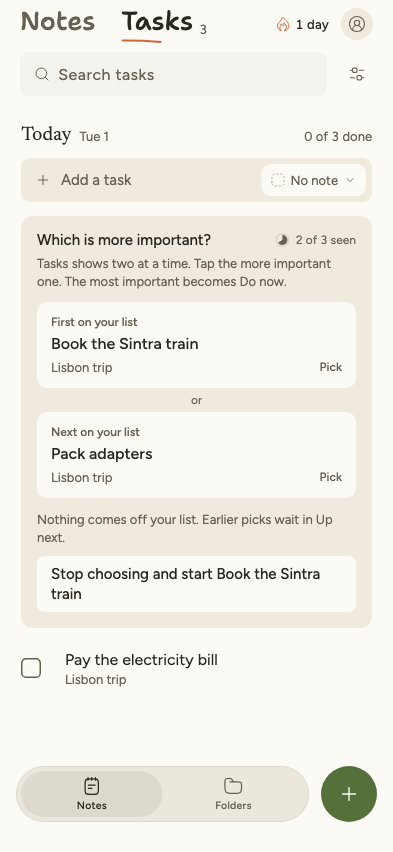 Notes Tasks 3 1 day
Search tasks
Today Tue 1 0 of 3 done
Add a task No note
Which is more important? 2 of 3 seen
Tasks shows two at a time. Tap the more important
one. The most important becomes Do now.
First on your list
Book the Sintra train
Lisbon trip Pick
or
Next on your list
Pack adapters
Lisbon trip Pick
Nothing comes off your list. Earlier picks wait in Up
next.
Stop choosing and start Book the Sintra
train
Pay the electricity bill
Lisbon trip
Notes Folders